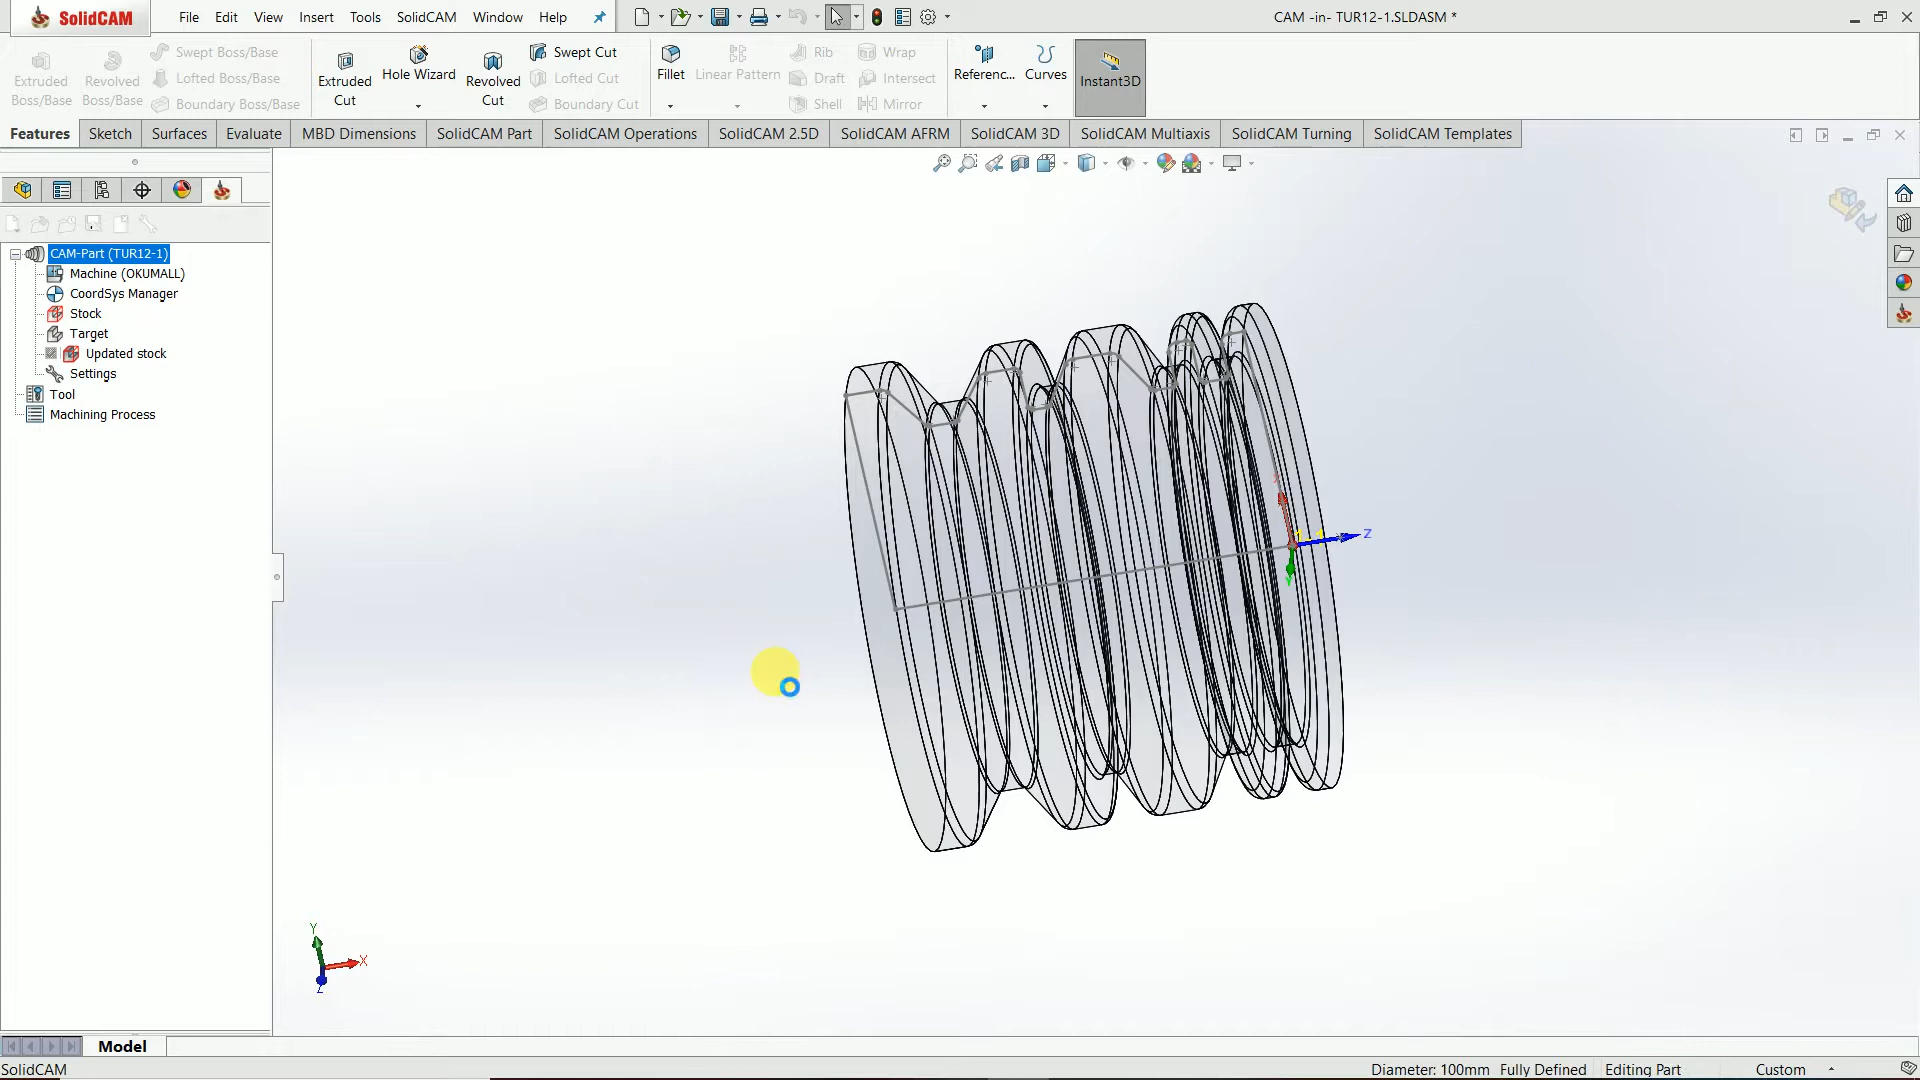 SolidCAM
File Edit View Insert Tools SolidCAM Window Help
CAM -in- TUR12-1.SLDASM *
Extruded Boss/Base
Revolved Boss/Base
Swept Boss/Base
Lofted Boss/Base
Boundary Boss/Base
Extruded Cut
Hole Wizard
Revolved Cut
Swept Cut
Lofted Cut
Boundary Cut
Fillet
Linear Pattern
Rib
Draft
Shell
Wrap
Intersect
Mirror
Referenc...
Curves
Instant3D
Features Sketch Surfaces Evaluate MBD Dimensions SolidCAM Part SolidCAM Operations SolidCAM 2.5D SolidCAM AFRM SolidCAM 3D SolidCAM Multiaxis SolidCAM Turning SolidCAM Templates
CAM-Part (TUR12-1)
Machine (OKUMALL)
CoordSys Manager
Stock
Target
Updated stock
Settings
Tool
Machining Process
Z
Y
Y
X
Z
Model
SolidCAM
Diameter: 100mm Fully Defined Editing Part Custom